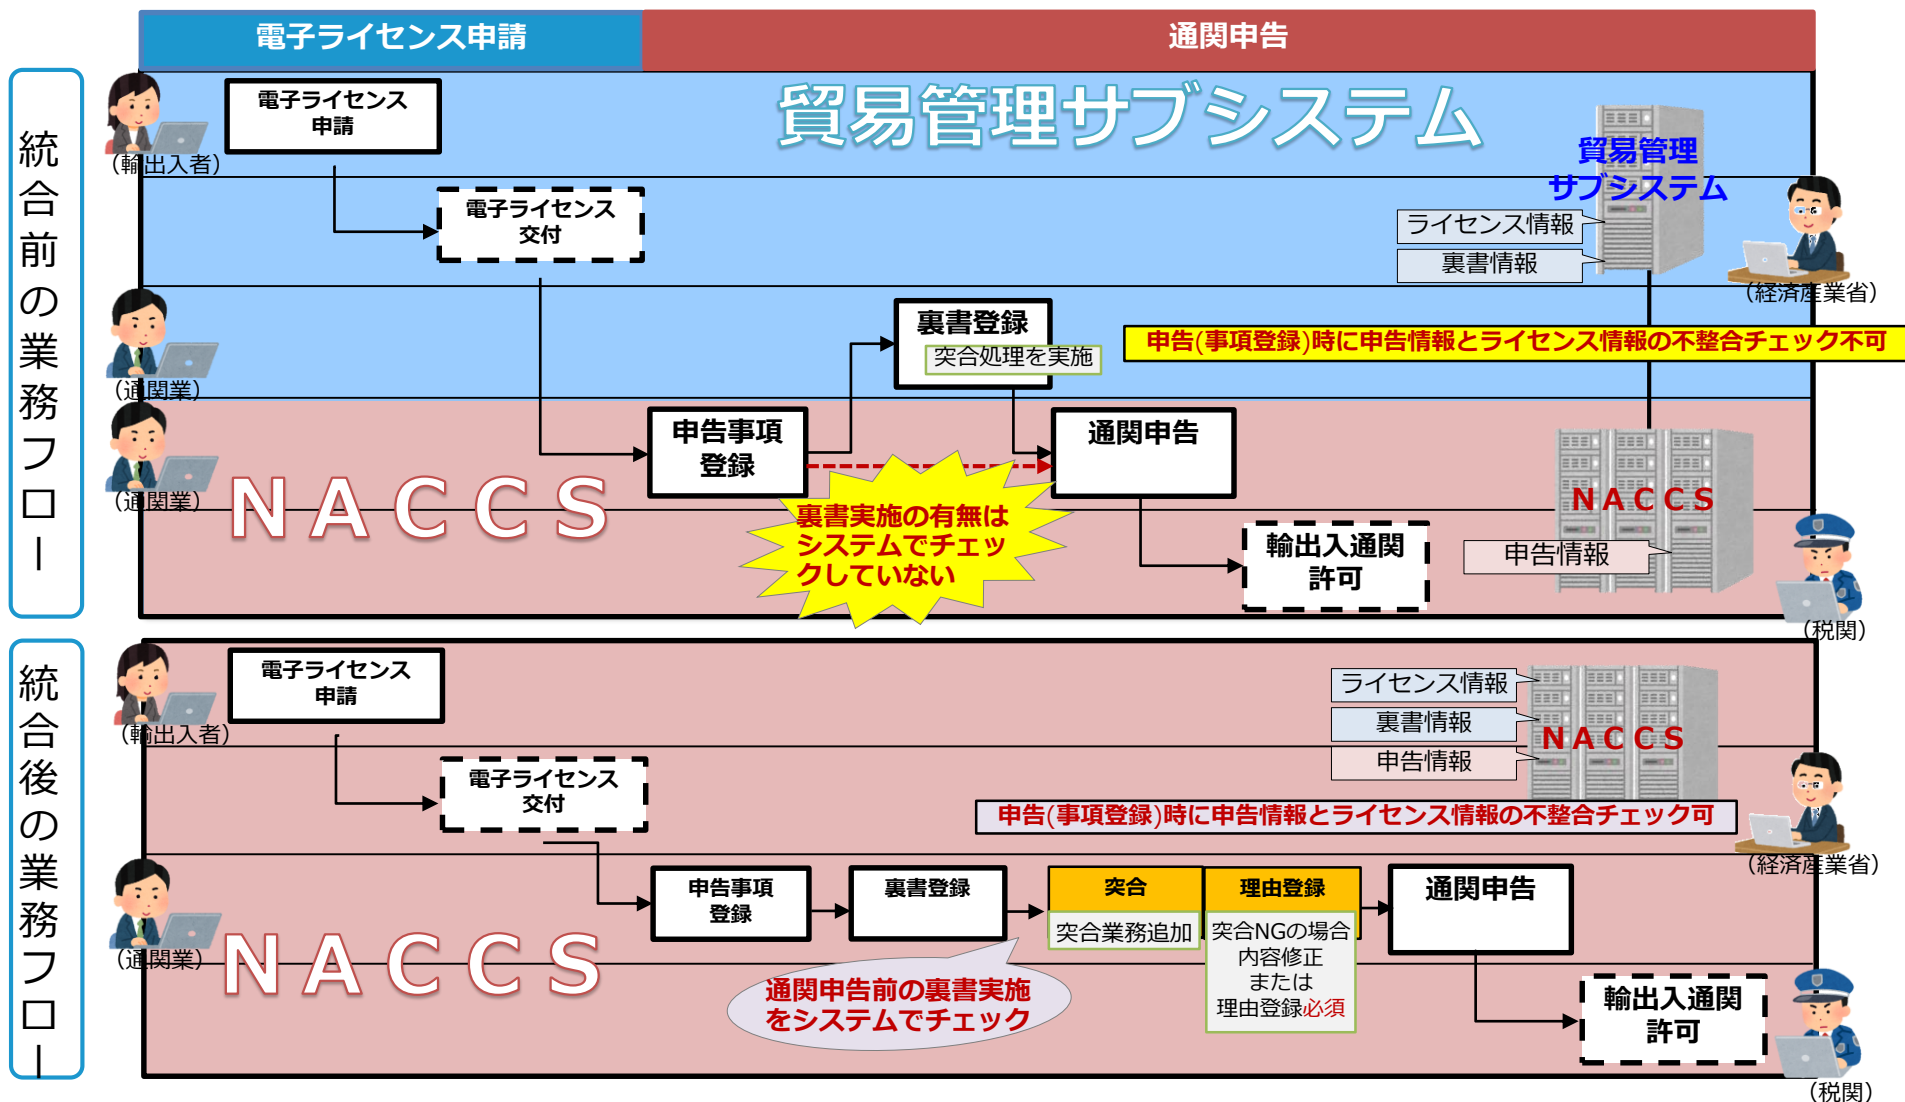 電子ライセンス申請
通関申告
統合前の業務フロー
電子ライセンス
申請
貿易管理サブシステム
(輸出入者)
貿易管理
サブシステム
電子ライセンス
交付
ライセンス情報
裏書情報
(経済産業省)
裏書登録
突合処理を実施
申告(事項登録)時に申告情報とライセンス情報の不整合チェック不可
(通関業)
申告事項
登録
通関申告
(通関業)
NACCS
NACCS
裏書実施の有無は
システムでチェッ
クしていない
輸出入通関
許可
申告情報
(税関)
統合後の業務フロー
電子ライセンス
申請
ライセンス情報
(輸出入者)
裏書情報
NACCS
申告情報
電子ライセンス
交付
申告(事項登録)時に申告情報とライセンス情報の不整合チェック可
(経済産業省)
申告事項
登録
裏書登録
突合
突合業務追加
理由登録
突合NGの場合
内容修正
または
理由登録必須
通関申告
(通関業)
NACCS
通関申告前の裏書実施
をシステムでチェック
輸出入通関
許可
(税関)